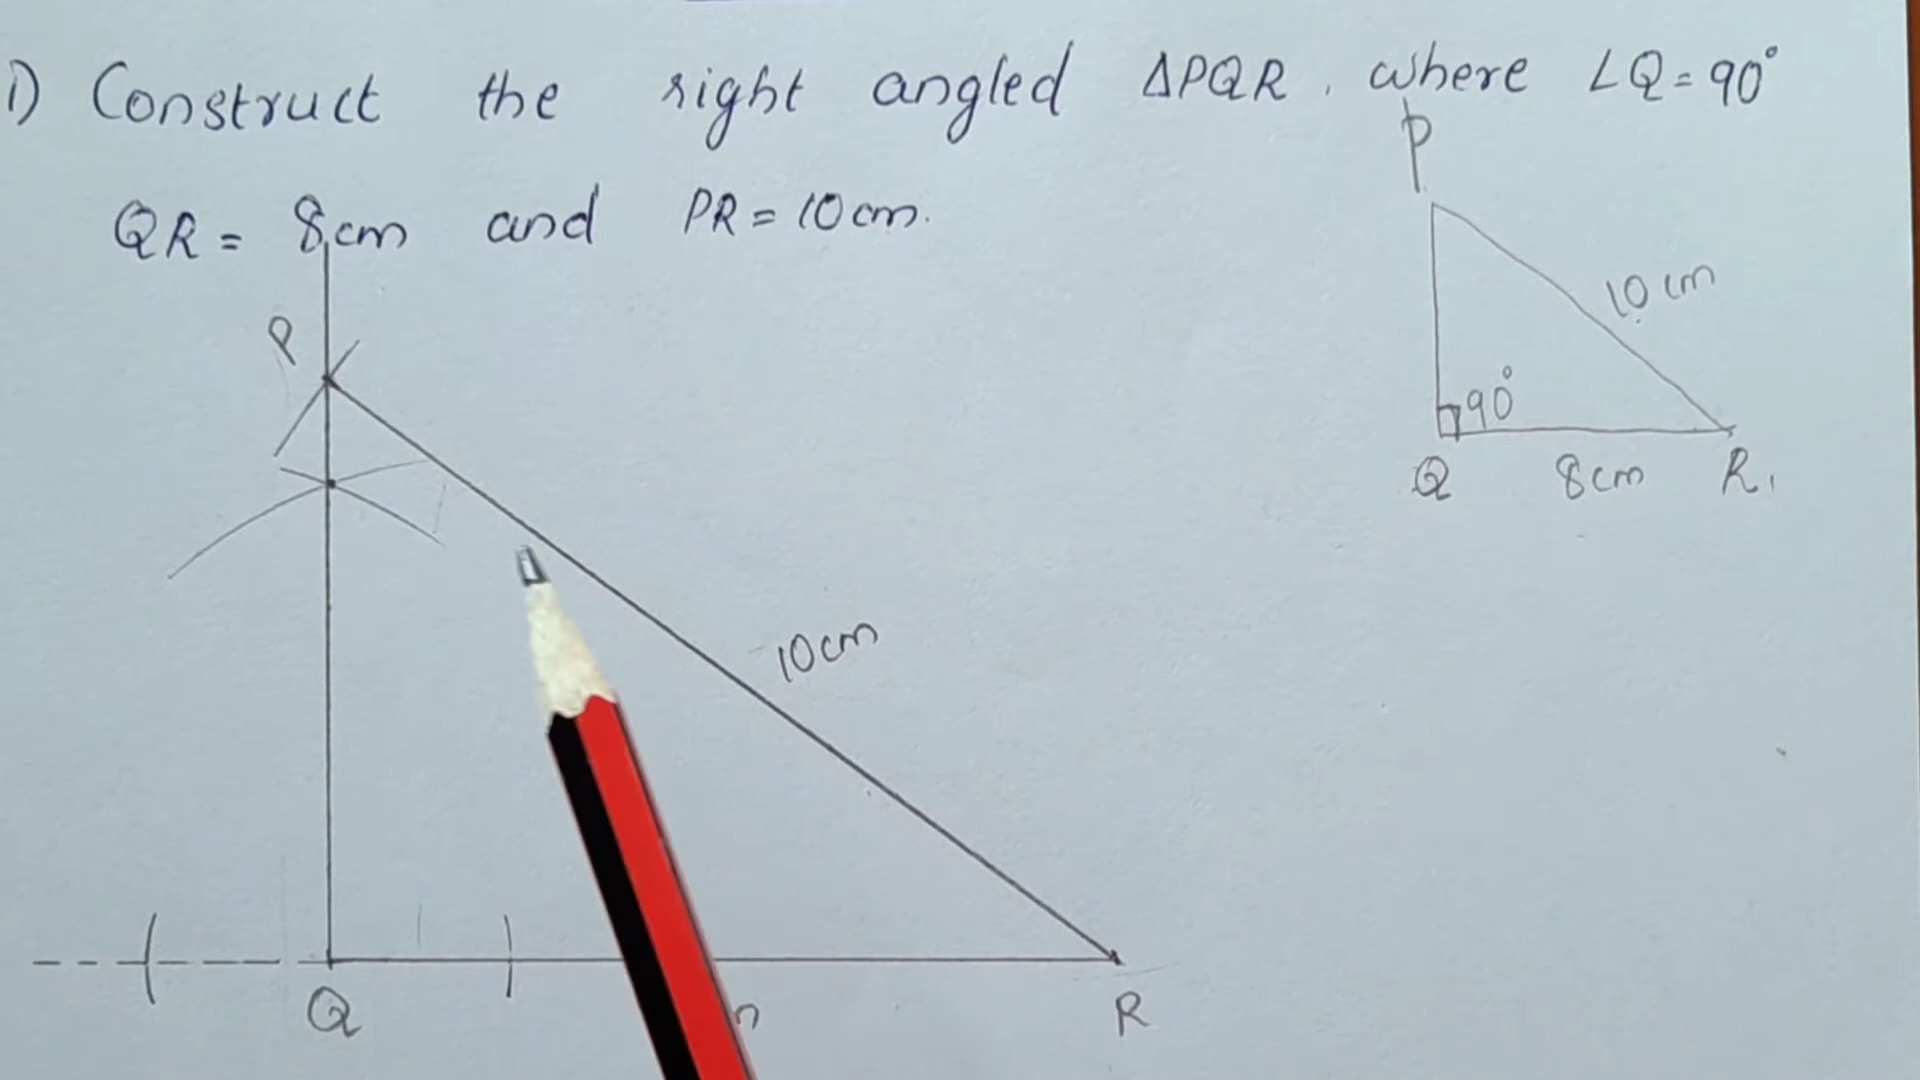 1) Construct the right angled ΔPQR. where ∠Q = 90°
QR = 8cm and PR = 10cm.
P
10 cm
90°
Q 8cm R.
P
10cm
Q R